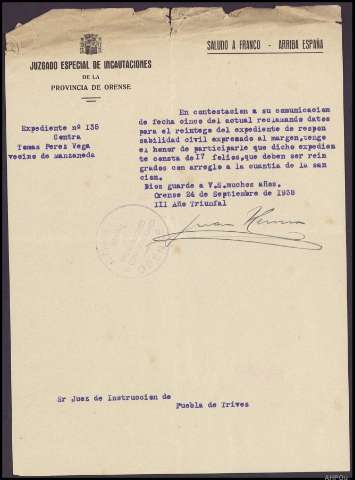 SALUDO A FRANCO - ARRIBA ESPAÑA
JUZGADO ESPECIAL DE INCAUTACIONES
DE LA
PROVINCIA DE ORENSE
Expediente nº 135
Contra
Tomas Perez Vega
vecino de manzaneda
En contestacion a su comunicacion
de fecha cinco del actual reclamando datos
para el reintego del expediente de respon
sabilidad civil expresado al margen, tengo
el honor de participarle que dicho expedien
te consta de 17 folios, que deben ser rein
grados con arreglo a la cuantia de la san
cion.
Dios guarde a V.S. muchos años.
Orense 24 de Septiembre de 1938
III Año Triunfal
Juan
Sr Juez de Instruccion de
Puebla de Trives
AHPOu